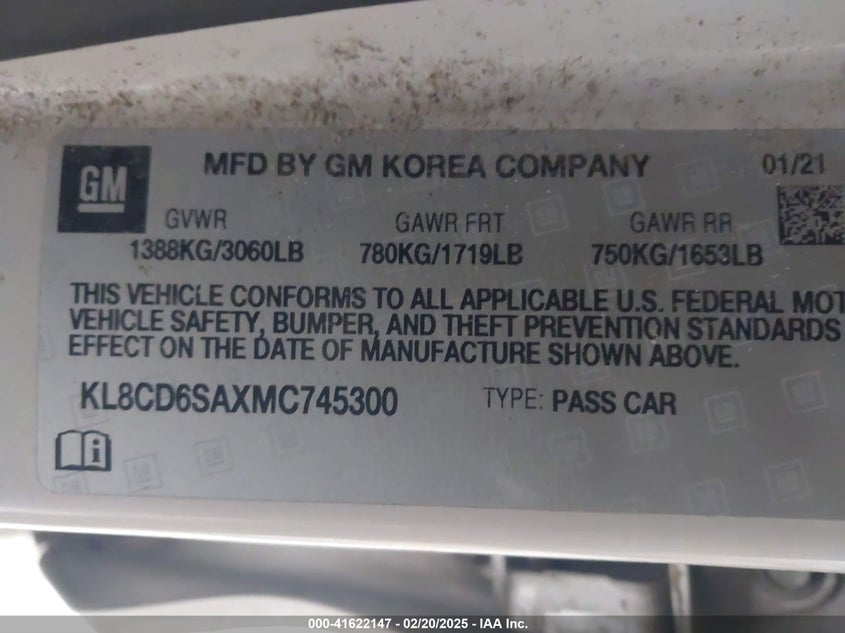 GM
MFD BY GM KOREA COMPANY 01/21
GVWR GAWR FRT GAWR RR
1388KG/3060LB 780KG/1719LB 750KG/1653LB
THIS VEHICLE CONFORMS TO ALL APPLICABLE U.S. FEDERAL MOT
VEHICLE SAFETY, BUMPER, AND THEFT PREVENTION STANDARDS
EFFECT ON THE DATE OF MANUFACTURE SHOWN ABOVE.
KL8CD6SAXMC745300 TYPE: PASS CAR
000-41622147 - 02/20/2025 - IAA Inc.